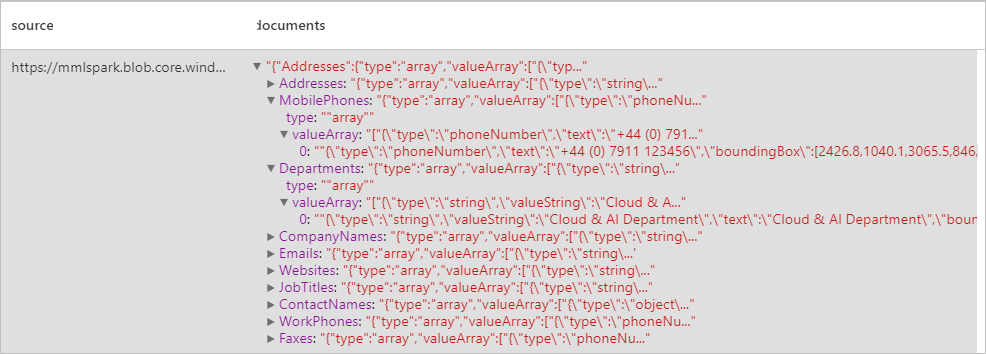 source documents
https://mmlspark.blob.core.wind... ▼ "{"Addresses":{"type":"array","valueArray":["{\"typ..."
▶ Addresses: "{"type":"array","valueArray":["{\"type\":\"string\..."
▼ MobilePhones: "{"type":"array","valueArray":["{\"type\":\"phoneNu..."
type: ""array""
▼ valueArray: "["{\"type\":\"phoneNumber\",\"text\":\"+44 (0) 791..."
0: ""{\"type\":\"phoneNumber\",\"text\":\"+44 (0) 7911 123456\",\"boundingBox\":[2426.8,1040.1,3065.5,846,
▼ Departments: "{"type":"array","valueArray":["{\"type\":\"string\..."
type: ""array""
▼ valueArray: "["{\"type\":\"string\",\"valueString\":\"Cloud & A..."
0: ""{\"type\":\"string\",\"valueString\":\"Cloud & AI Department\",\"text\":\"Cloud & AI Department\",\"boun
▶ CompanyNames: "{"type":"array","valueArray":["{\"type\":\"string\..."
▶ Emails: "{"type":"array","valueArray":["{\"type\":\"string\...'
▶ Websites: "{"type":"array","valueArray":["{\"type\":\"string\..."
▶ JobTitles: "{"type":"array","valueArray":["{\"type\":\"string\..."
▶ ContactNames: "{"type":"array","valueArray":["{\"type\":\"object\..."
▶ WorkPhones: "{"type":"array","valueArray":["{\"type\":\"phoneNu..."
▶ Faxes: "{"type":"array","valueArray":["{\"type\":\"phoneNu..."